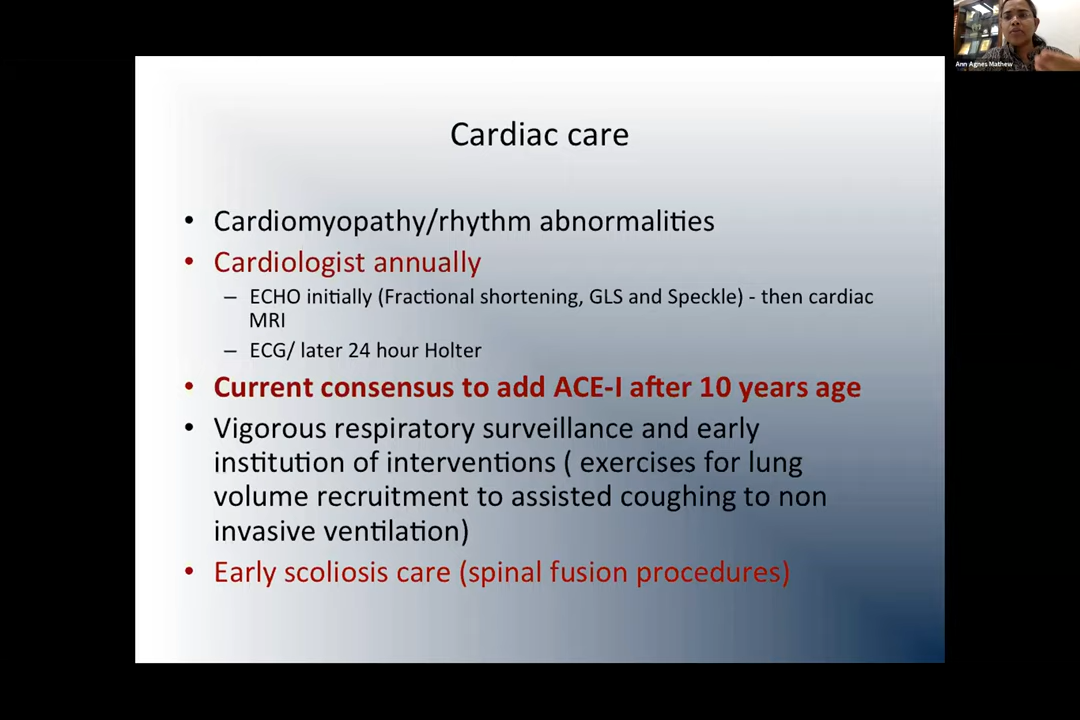 Ann Agnes Mathew
Cardiac care
• Cardiomyopathy/rhythm abnormalities
• Cardiologist annually
– ECHO initially (Fractional shortening, GLS and Speckle) - then cardiac
MRI
– ECG/ later 24 hour Holter
• Current consensus to add ACE-I after 10 years age
• Vigorous respiratory surveillance and early
institution of interventions ( exercises for lung
volume recruitment to assisted coughing to non
invasive ventilation)
• Early scoliosis care (spinal fusion procedures)